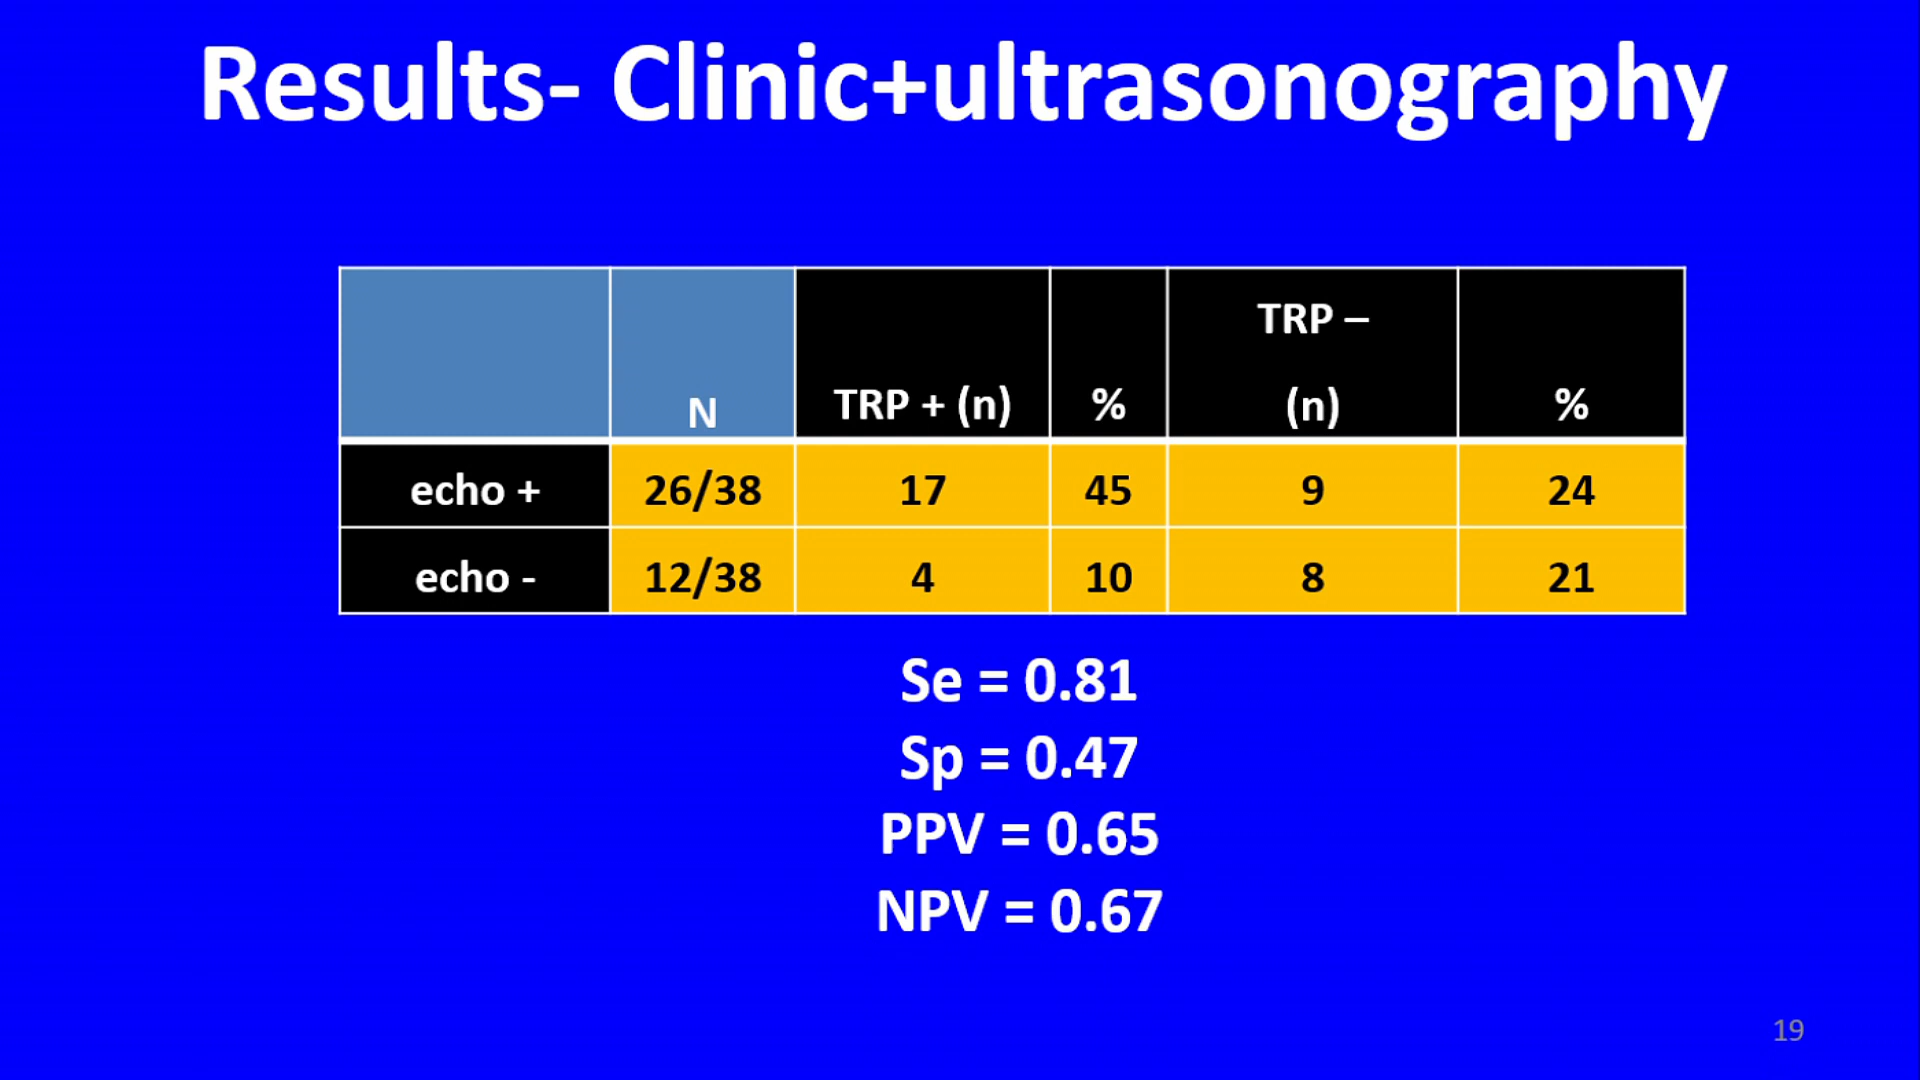 Results- Clinic+ultrasonography
N TRP + (n) % TRP – (n) %
echo + 26/38 17 45 9 24
echo - 12/38 4 10 8 21
Se = 0.81
Sp = 0.47
PPV = 0.65
NPV = 0.67
19